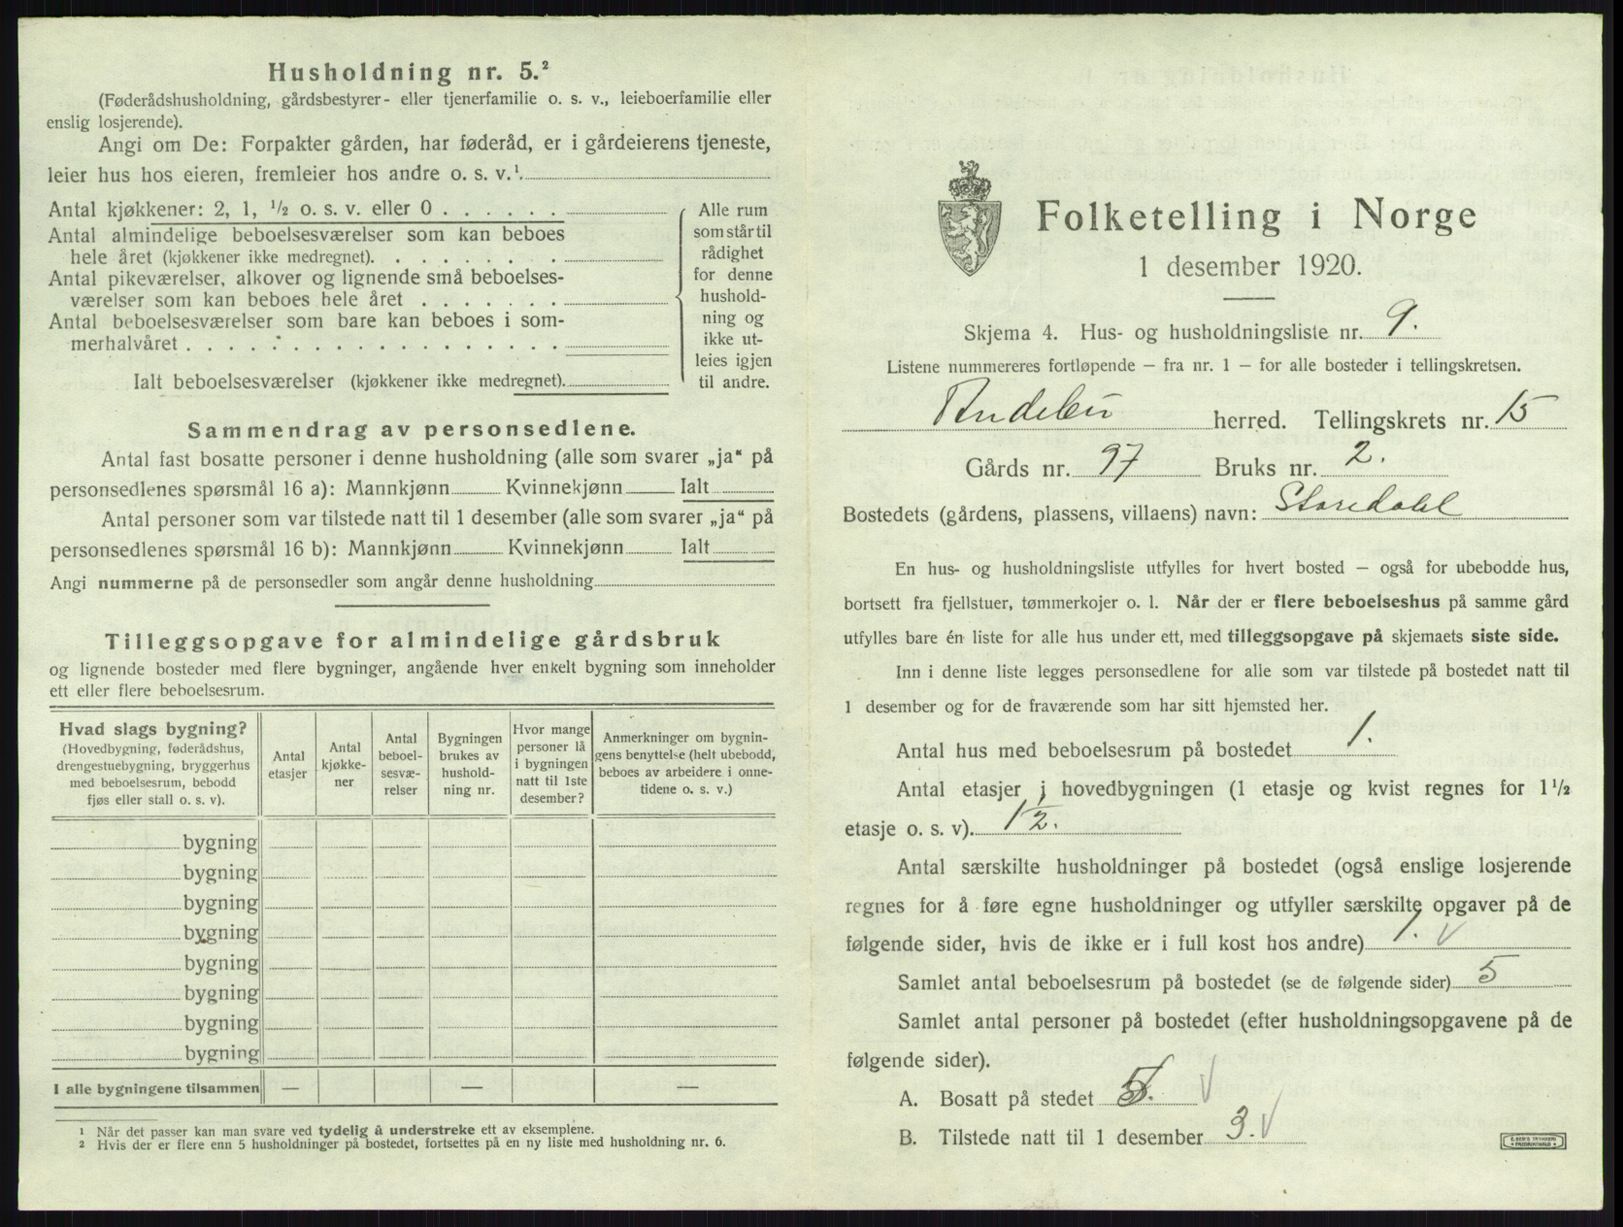 Husholdning nr. 5.²
(Føderådshusholdning, gårdsbestyrer- eller tjenerfamilie o. s. v., leieboerfamilie eller
enslig losjerende).
Angi om De: Forpakter gården, har føderåd, er i gårdeierens tjeneste,
leier hus hos eieren, fremleier hos andre o. s. v.¹
Antal kjøkkener: 2, 1, ½ o. s. v. eller 0 . . . . . .
Antal almindelige beboelsesværelser som kan beboes
hele året (kjøkkener ikke medregnet). . . . . . . .
Antal pikeværelser, alkover og lignende små beboelses-
værelser som kan beboes hele året . . . . . . .
Antal beboelsesværelser som bare kan beboes i som-
merhalvåret . . . . . . . . . . . . . . . . . .
Ialt beboelsesværelser (kjøkkener ikke medregnet).
Alle rum
som står til
rådighet
for denne
hushold-
ning og
ikke ut-
leies igjen
til andre.
Sammendrag av personsedlene.
Antal fast bosatte personer i denne husholdning (alle som svarer „ja“ på
personsedlenes spørsmål 16 a): Mannkjønn Kvinnekjønn Ialt
Antal personer som var tilstede natt til 1 desember (alle som svarer „ja“ på
personsedlenes spørsmål 16 b): Mannkjønn Kvinnekjønn Ialt
Angi nummerne på de personsedler som angår denne husholdning
Tilleggsopgave for almindelige gårdsbruk
og lignende bosteder med flere bygninger, angående hver enkelt bygning som inneholder
ett eller flere beboelsesrum.
Hvad slags bygning?
(Hovedbygning, føderådshus,
drengestuebygning, bryggerhus
med beboelsesrum, bebodd
fjøs eller stall o. s. v).
Antal
etasjer
Antal
kjøkke-
ner
Antal
beboel-
sesvæ-
relser
Bygningen
brukes av
hushold-
ning nr.
Hvor mange
personer lå
i bygningen
natt til 1ste
desember?
Anmerkninger om bygnin-
gens benyttelse (helt ubebodd,
beboes av arbeidere i onne-
tidene o. s. v.)
bygning
bygning
bygning
bygning
bygning
bygning
bygning
bygning
I alle bygningene tilsammen — — —
¹ Når det passer kan man svare ved tydelig å understreke ett av eksemplene.
² Hvis der er flere enn 5 husholdninger på bostedet, fortsettes på en ny liste med husholdning nr. 6.
Folketelling i Norge
1 desember 1920.
Skjema 4. Hus- og husholdningsliste nr. 9.
Listene nummereres fortløpende — fra nr. 1 — for alle bosteder i tellingskretsen.
Andebu herred. Tellingskrets nr. 15
Gårds nr. 97 Bruks nr. 2.
Bostedets (gårdens, plassens, villaens) navn: Storedahl
En hus- og husholdningsliste utfylles for hvert bosted — også for ubebodde hus,
bortsett fra fjellstuer, tømmerkojer o. l. Når der er flere beboelseshus på samme gård
utfylles bare én liste for alle hus under ett, med tilleggsopgave på skjemaets siste side.
Inn i denne liste legges personsedlene for alle som var tilstede på bostedet natt til
1 desember og for de fraværende som har sitt hjemsted her.
Antal hus med beboelsesrum på bostedet 1.
Antal etasjer i hovedbygningen (1 etasje og kvist regnes for 1½
etasje o. s. v). 1½.
Antal særskilte husholdninger på bostedet (også enslige losjerende
regnes for å føre egne husholdninger og utfyller særskilte opgaver på de
følgende sider, hvis de ikke er i full kost hos andre) 1. √
Samlet antal beboelsesrum på bostedet (se de følgende sider) 5
Samlet antal personer på bostedet (efter husholdningsopgavene på de
følgende sider).
A. Bosatt på stedet 5. √
B. Tilstede natt til 1 desember 3. √